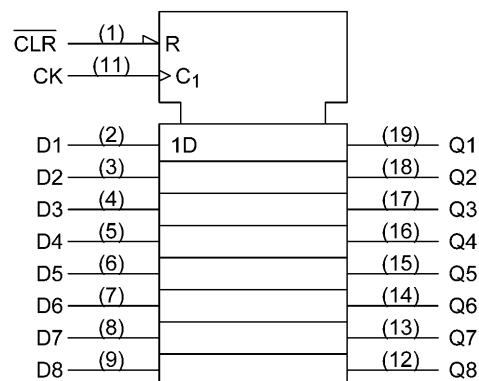 C̅L̅R̅ (1) R
CK (11) C1
D1 (2) 1D (19) Q1
D2 (3) (18) Q2
D3 (4) (17) Q3
D4 (5) (16) Q4
D5 (6) (15) Q5
D6 (7) (14) Q6
D7 (8) (13) Q7
D8 (9) (12) Q8